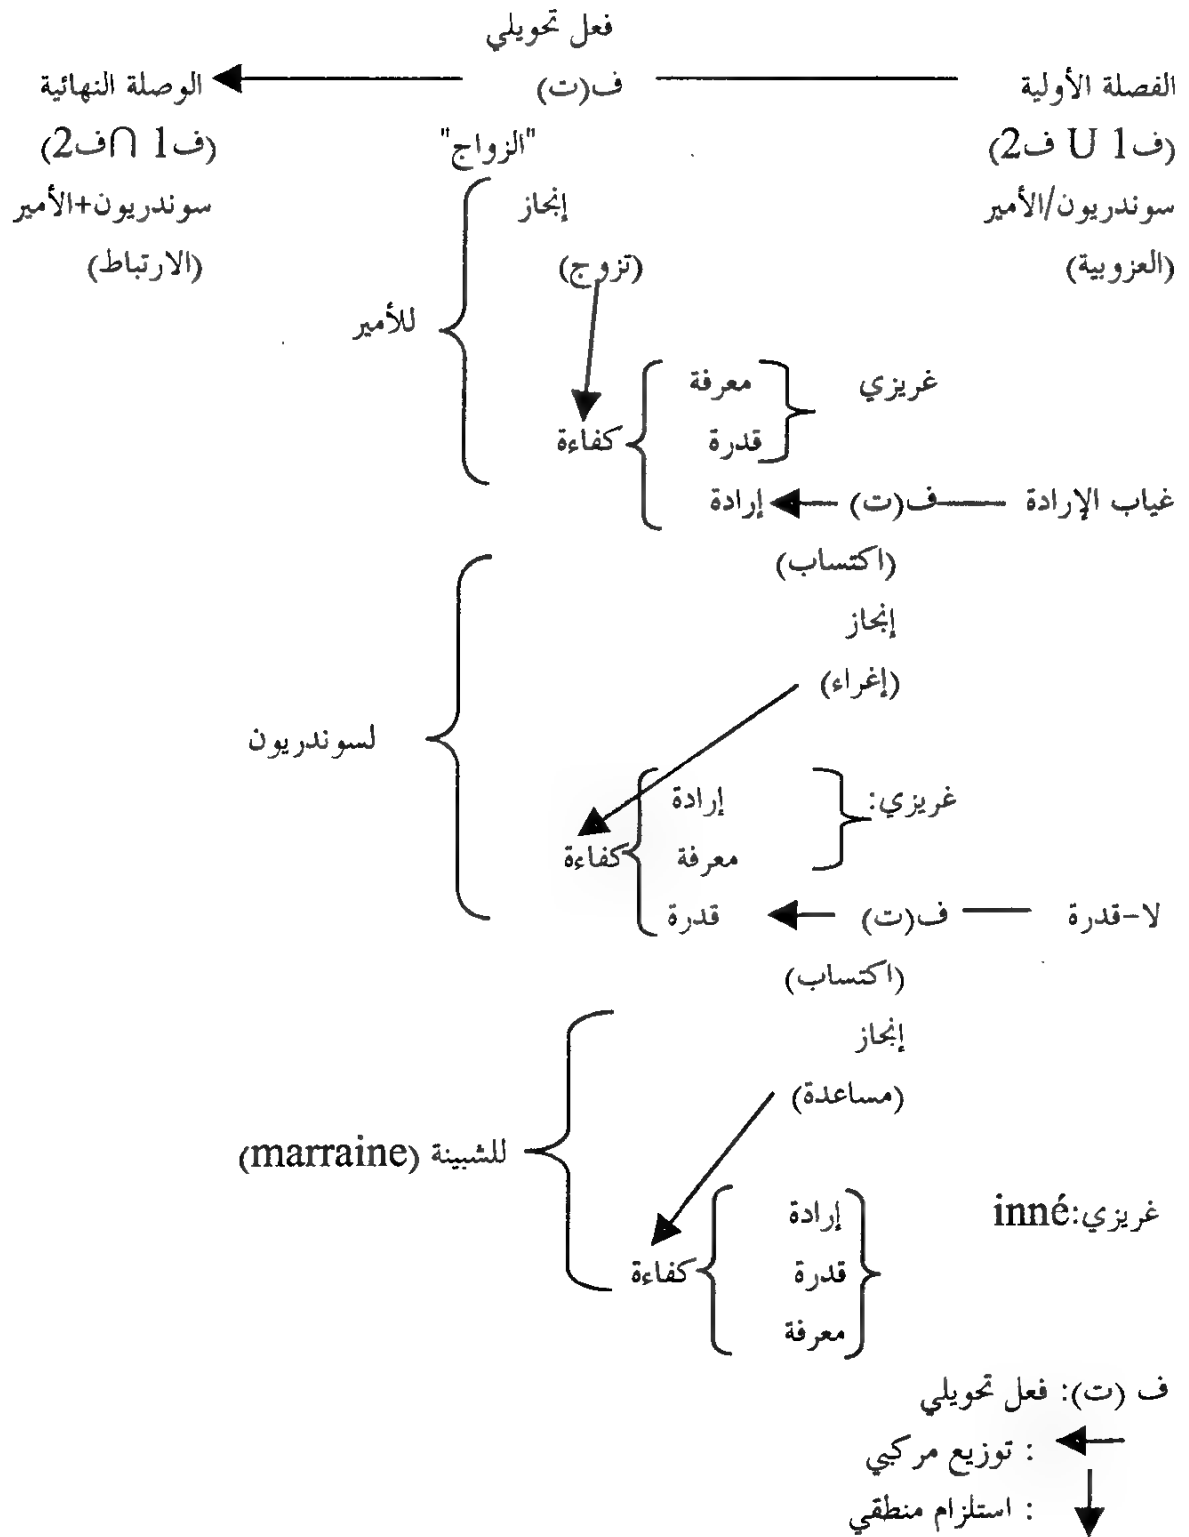 فعل تحويلي
الفصلة الأولية ف(ت) الوصلة النهائية
(ف1 U ف2) "الزواج" (ف1 ∩ ف2)
سوندريون/الأمير إنجاز سوندريون+الأمير
(العزوبية) (تزوج) (الارتباط)
للأمير
غريزي معرفة
قدرة كفاءة
غياب الإرادة ف(ت) إرادة
(اكتساب)
إنجاز
(إغراء)
لسوندريون
غريزي: إرادة
معرفة كفاءة
لا-قدرة ف(ت) قدرة
(اكتساب)
إنجاز
(مساعدة)
للشبينة (marraine)
غريزي:inné إرادة
قدرة كفاءة
معرفة
ف (ت): فعل تحويلي
: توزيع مركبي
: استلزام منطقي